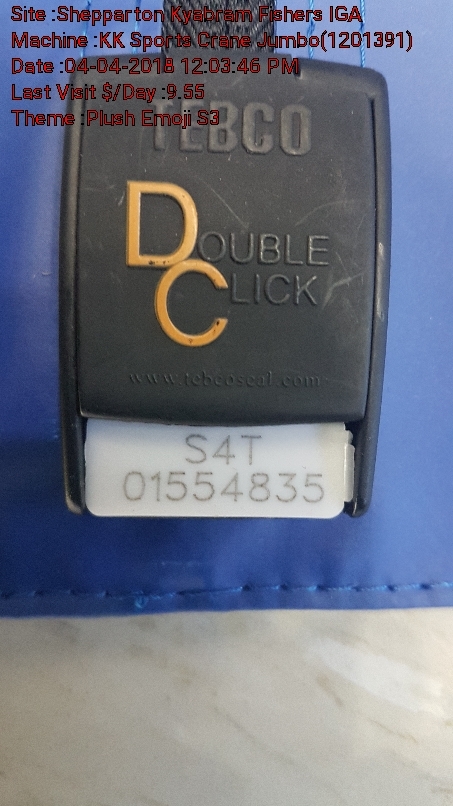 Site :Shepparton Kyabram Fishers IGA
Machine :KK Sports Crane Jumbo(1201391)
Date :04-04-2018 12:03:46 PM
Last Visit $/Day :9.55
Theme :Plush Emoji S3
TEBCO
DOUBLE
CLICK
www.tebcoseal.com
S4T
01554835